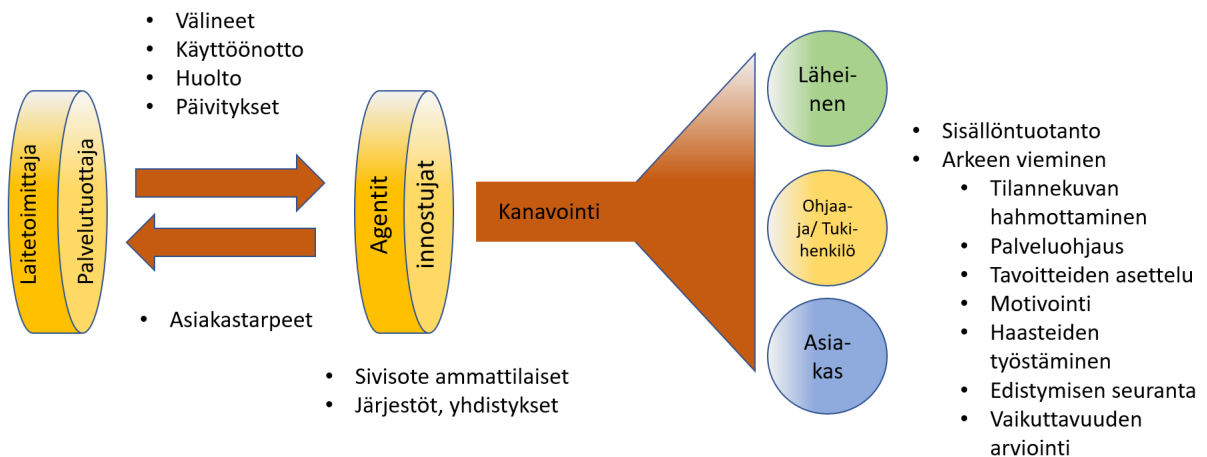 • Välineet
• Käyttöönotto
• Huolto
• Päivitykset
Laitetoimittaja
Palvelutuottaja
• Asiakastarpeet
Agentit
innostujat
• Sivisote ammattilaiset
• Järjestöt, yhdistykset
Kanavointi
Lähei-
nen
Ohjaa-
ja/ Tuki-
henkilö
Asia-
kas
• Sisällöntuotanto
• Arkeen vieminen
• Tilannekuvan
hahmottaminen
• Palveluohjaus
• Tavoitteiden asettelu
• Motivointi
• Haasteiden
työstäminen
• Edistymisen seuranta
• Vaikuttavuuden
arviointi